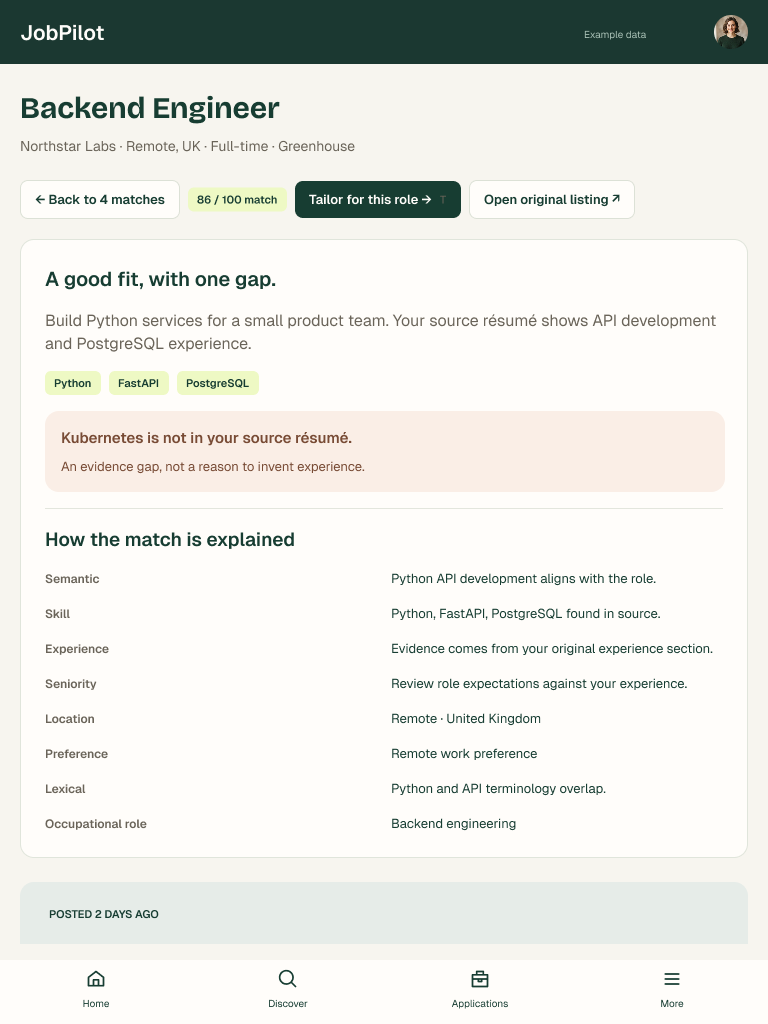 JobPilot
Example data
Backend Engineer
Northstar Labs · Remote, UK · Full-time · Greenhouse
← Back to 4 matches
86 / 100 match
Tailor for this role → T
Open original listing ↗
A good fit, with one gap.
Build Python services for a small product team. Your source résumé shows API development
and PostgreSQL experience.
Python
FastAPI
PostgreSQL
Kubernetes is not in your source résumé.
An evidence gap, not a reason to invent experience.
How the match is explained
Semantic
Python API development aligns with the role.
Skill
Python, FastAPI, PostgreSQL found in source.
Experience
Evidence comes from your original experience section.
Seniority
Review role expectations against your experience.
Location
Remote · United Kingdom
Preference
Remote work preference
Lexical
Python and API terminology overlap.
Occupational role
Backend engineering
POSTED 2 DAYS AGO
Home
Discover
Applications
More